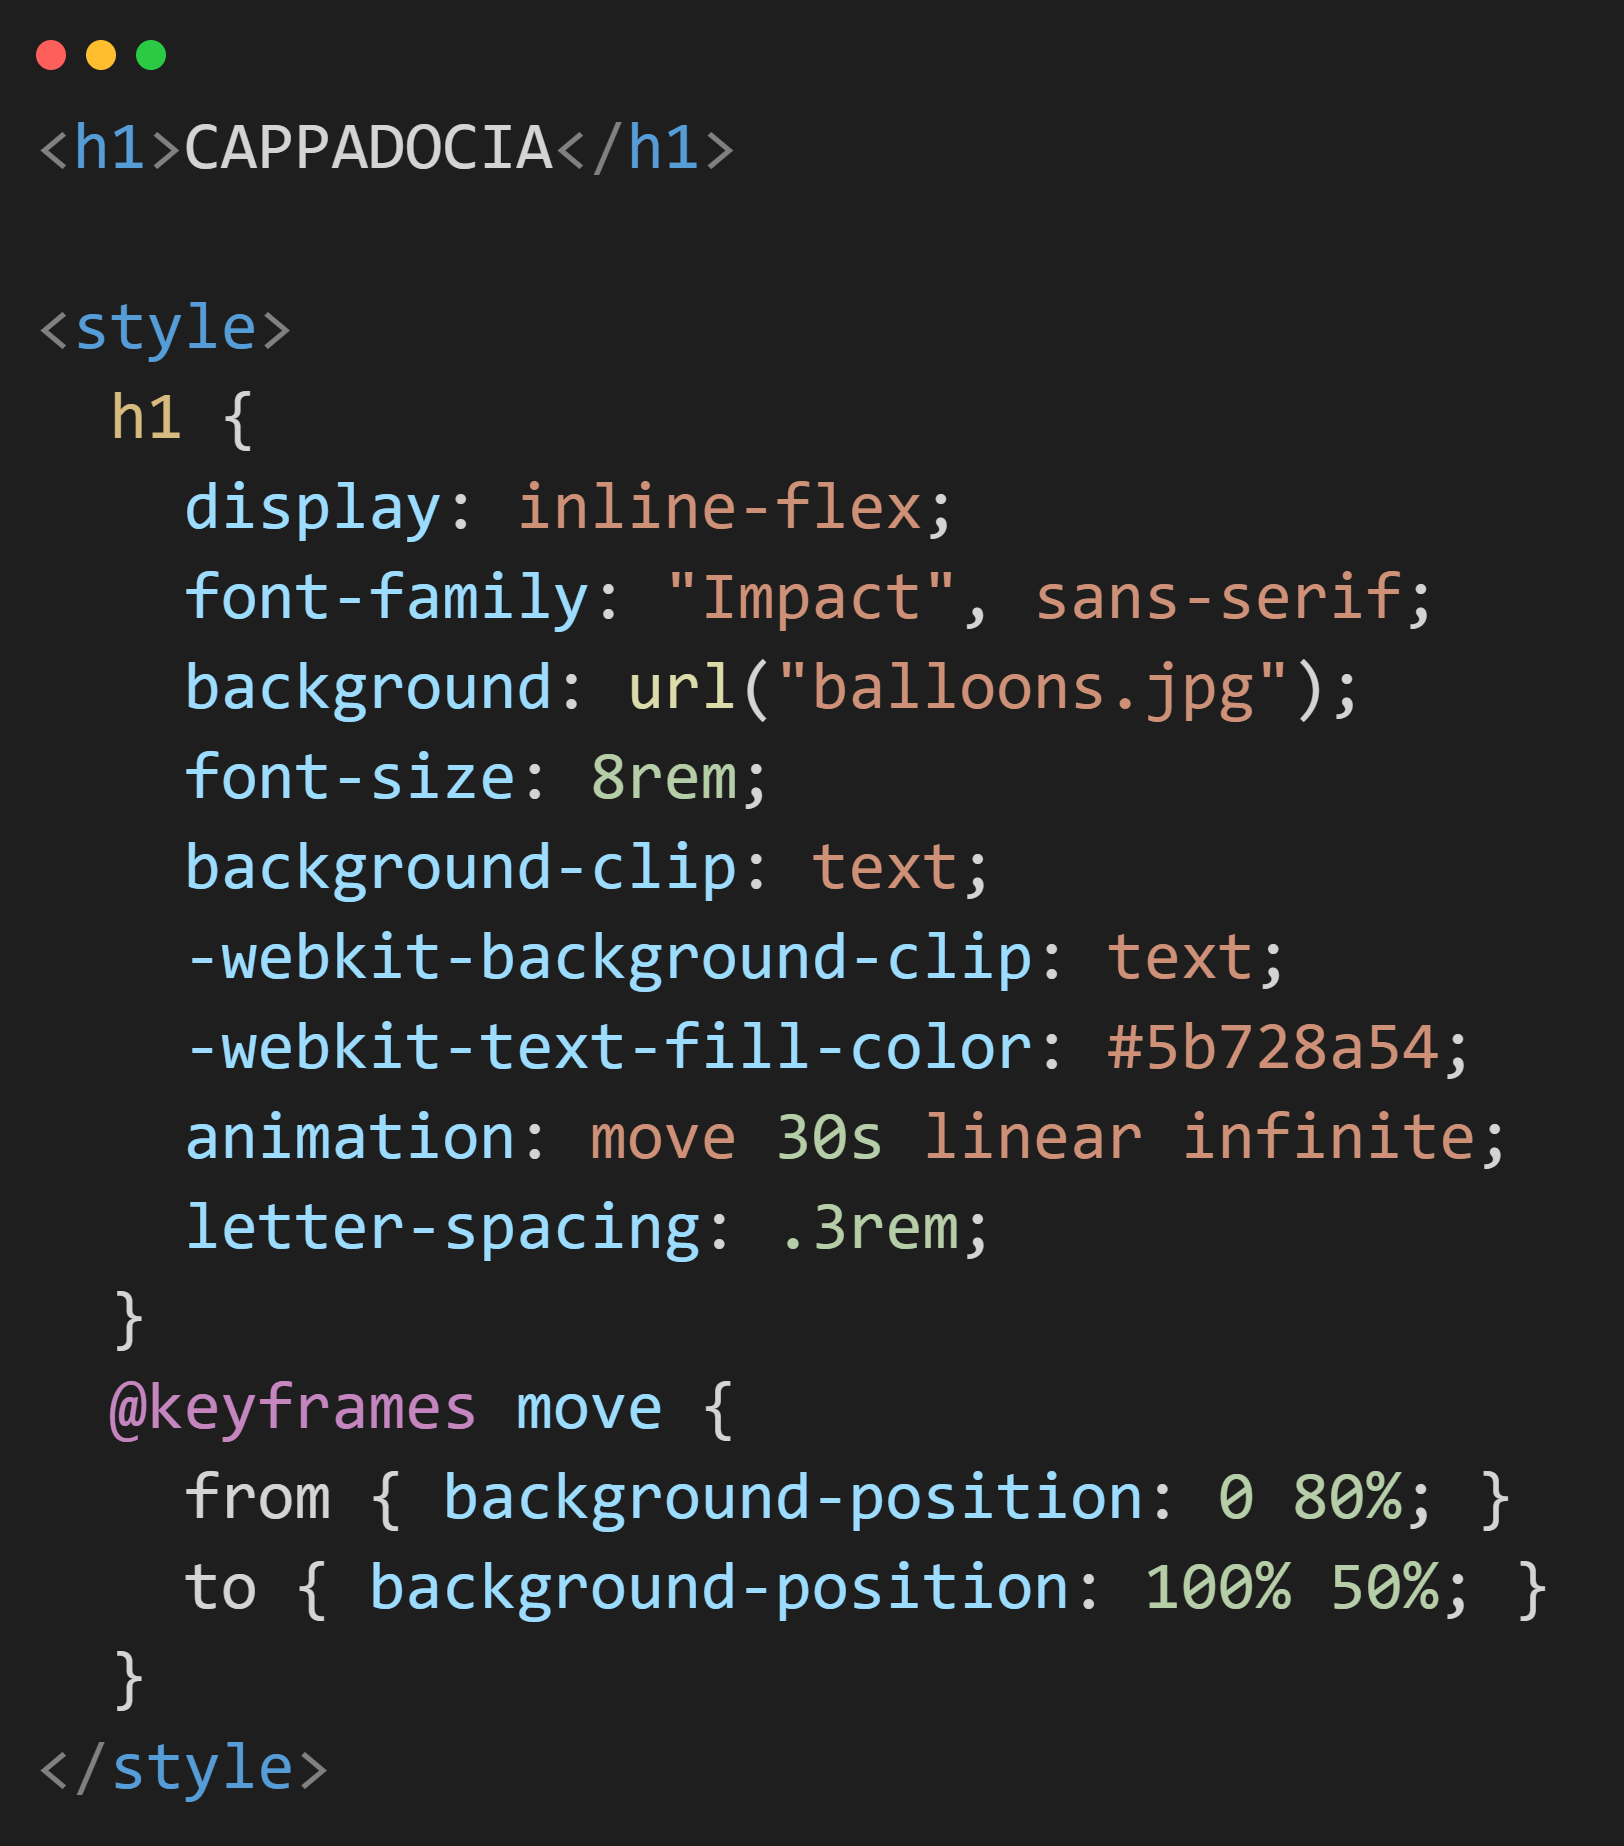 <h1>CAPPADOCIA</h1>

<style>
  h1 {
    display: inline-flex;
    font-family: "Impact", sans-serif;
    background: url("balloons.jpg");
    font-size: 8rem;
    background-clip: text;
    -webkit-background-clip: text;
    -webkit-text-fill-color: #5b728a54;
    animation: move 30s linear infinite;
    letter-spacing: .3rem;
  }
  @keyframes move {
    from { background-position: 0 80%; }
    to { background-position: 100% 50%; }
  }
</style>